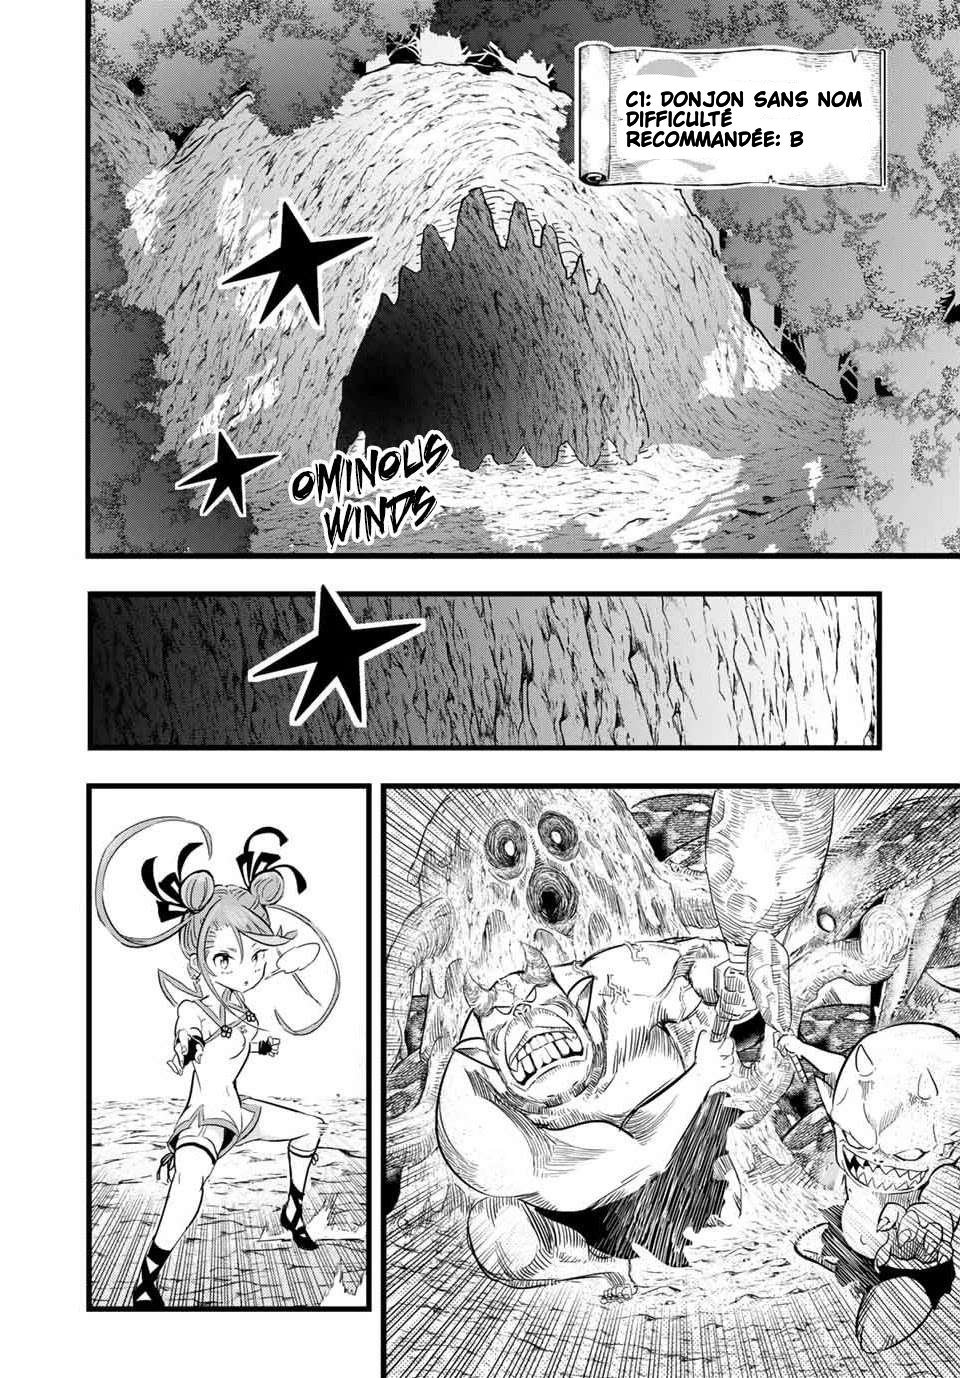 C1: DONJON SANS NOM
DIFFICULTÉ
RECOMMANDÉE: B
OMINOUS
WINDS